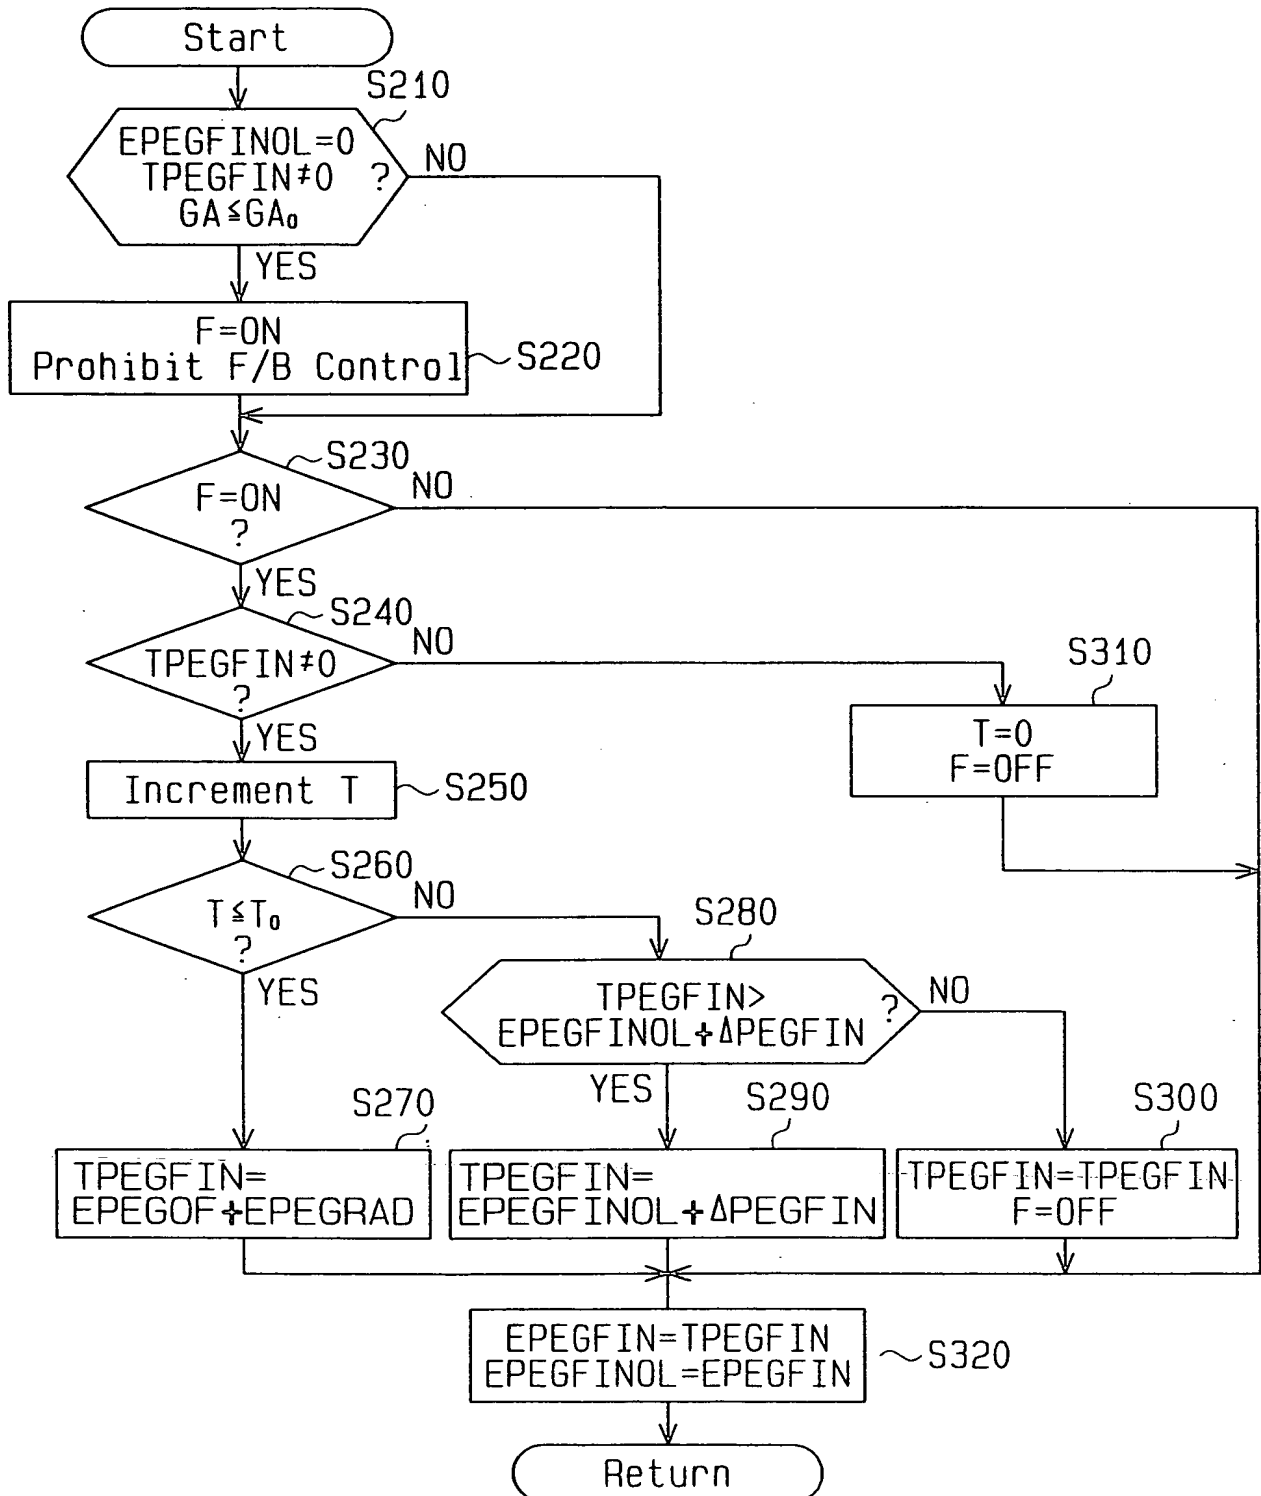 Start
S210
EPEGFINOL=0
TPEGFIN≠0 ?
GA≦GA₀
NO
YES
F=ON
Prohibit F/B Control
S220
S230
F=ON
?
NO
YES
S240
TPEGFIN≠0
?
NO
S310
T=0
F=OFF
YES
Increment T
S250
S260
T≦T₀
?
NO
YES
S280
TPEGFIN>
EPEGFINOL+ΔPEGFIN ?
NO
YES
S270
TPEGFIN=
EPEGOF+EPEGRAD
S290
TPEGFIN=
EPEGFINOL+ΔPEGFIN
S300
TPEGFIN=TPEGFIN
F=OFF
EPEGFIN=TPEGFIN
EPEGFINOL=EPEGFIN
S320
Return